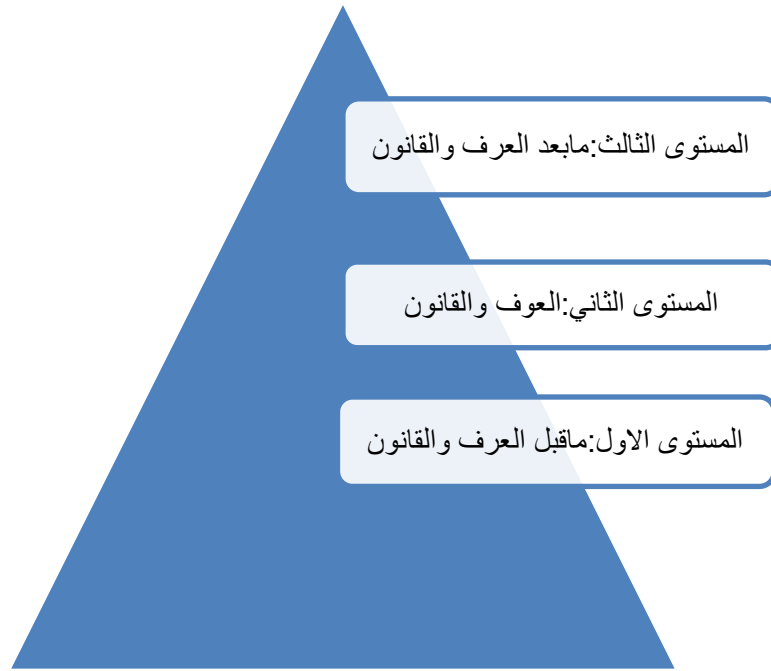 المستوى الثالث:مابعد العرف والقانون
المستوى الثاني:العوف والقانون
المستوى الاول:ماقبل العرف والقانون